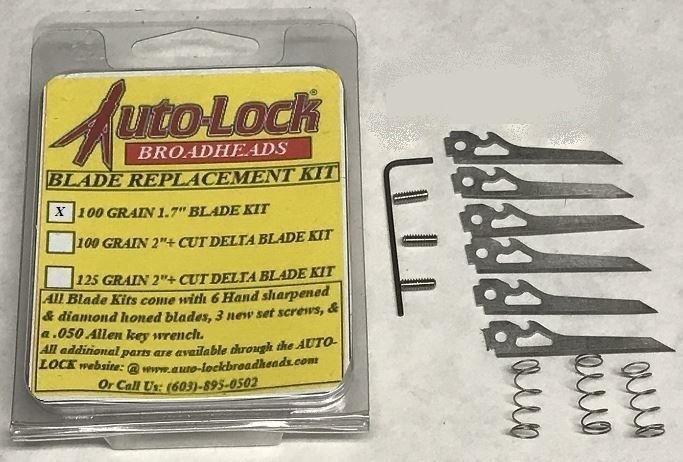 Auto-Lock
BROADHEADS
BLADE REPLACEMENT KIT
X 100 GRAIN 1.7" BLADE KIT
100 GRAIN 2"+ CUT DELTA BLADE KIT
125 GRAIN 2"+ CUT DELTA BLADE KIT
All Blade Kits come with 6 Hand sharpened
& diamond honed blades, 3 new set screws, &
a .050 Allen key wrench.
All additional parts are available through the AUTO-
LOCK website: @ www.auto-lockbroadheads.com
Or Call Us: (603)-895-0502